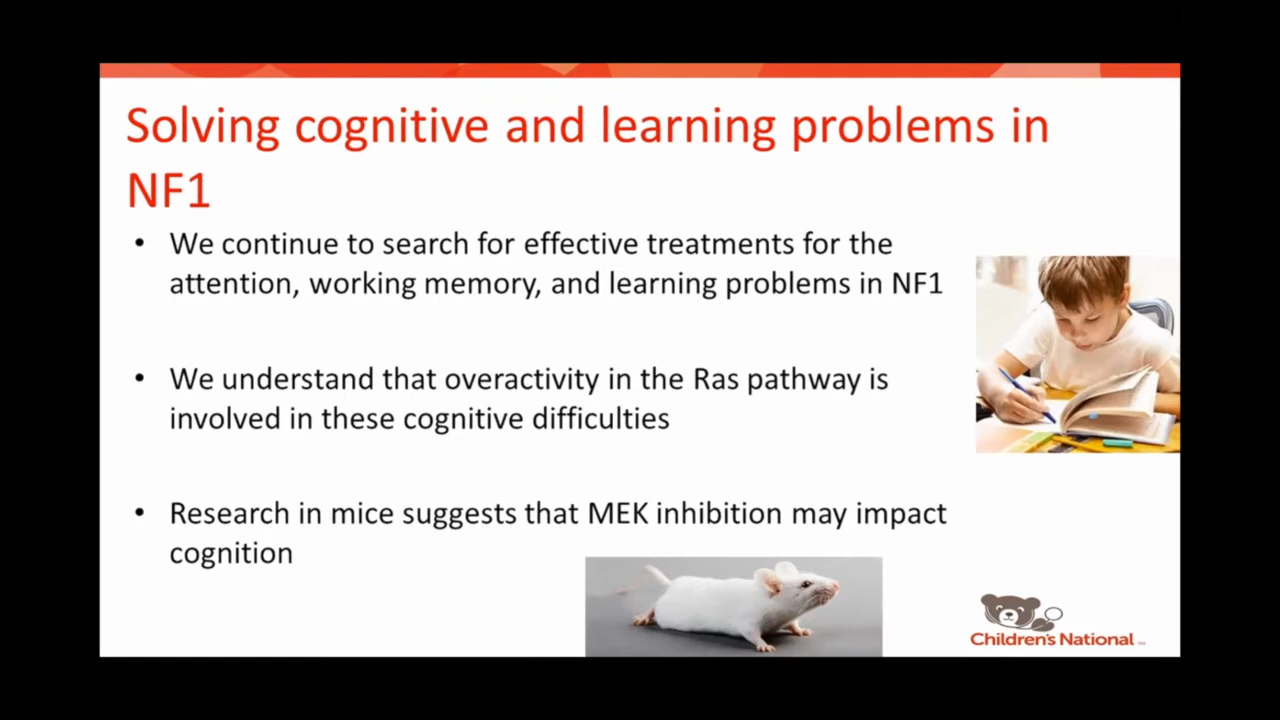 Solving cognitive and learning problems in
NF1
• We continue to search for effective treatments for the
attention, working memory, and learning problems in NF1
• We understand that overactivity in the Ras pathway is
involved in these cognitive difficulties
• Research in mice suggests that MEK inhibition may impact
cognition
Children's National™